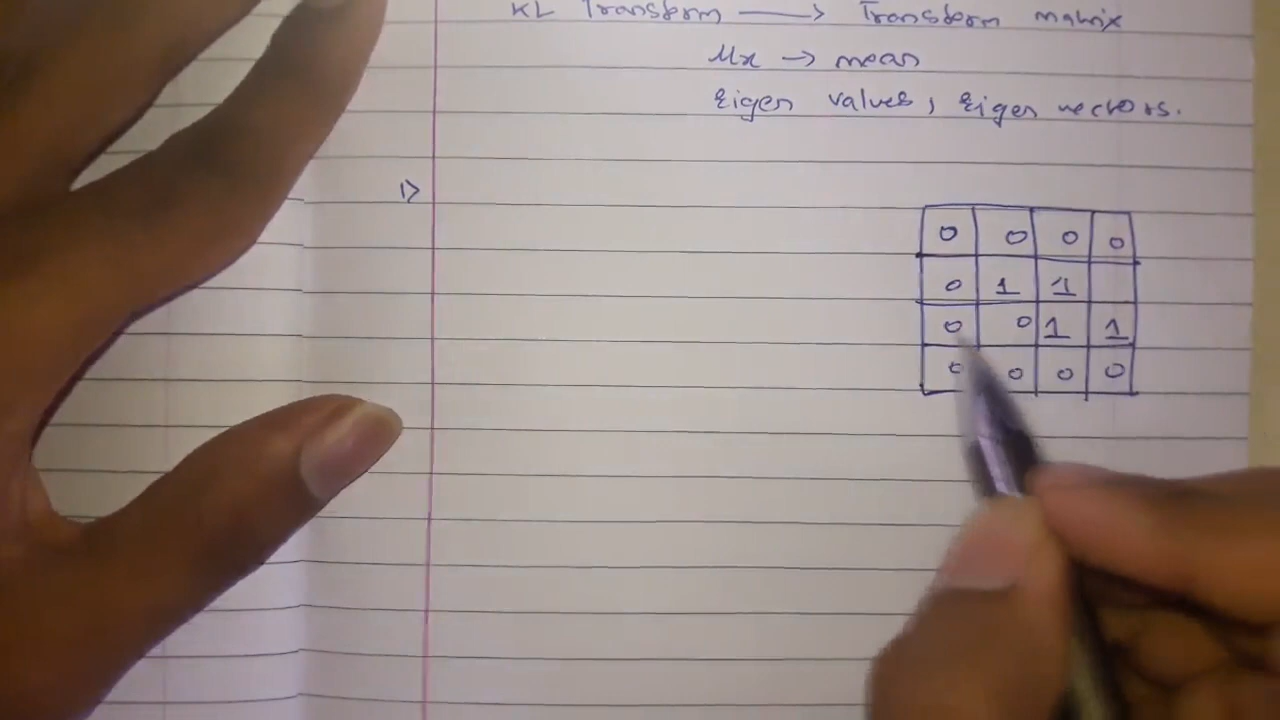 KL Transform → Transform matrix
μx → mean
Eigen values, Eigen vectors.
1>
0 0 0 0
0 1 1
0 0 1 1
0 0 0 0